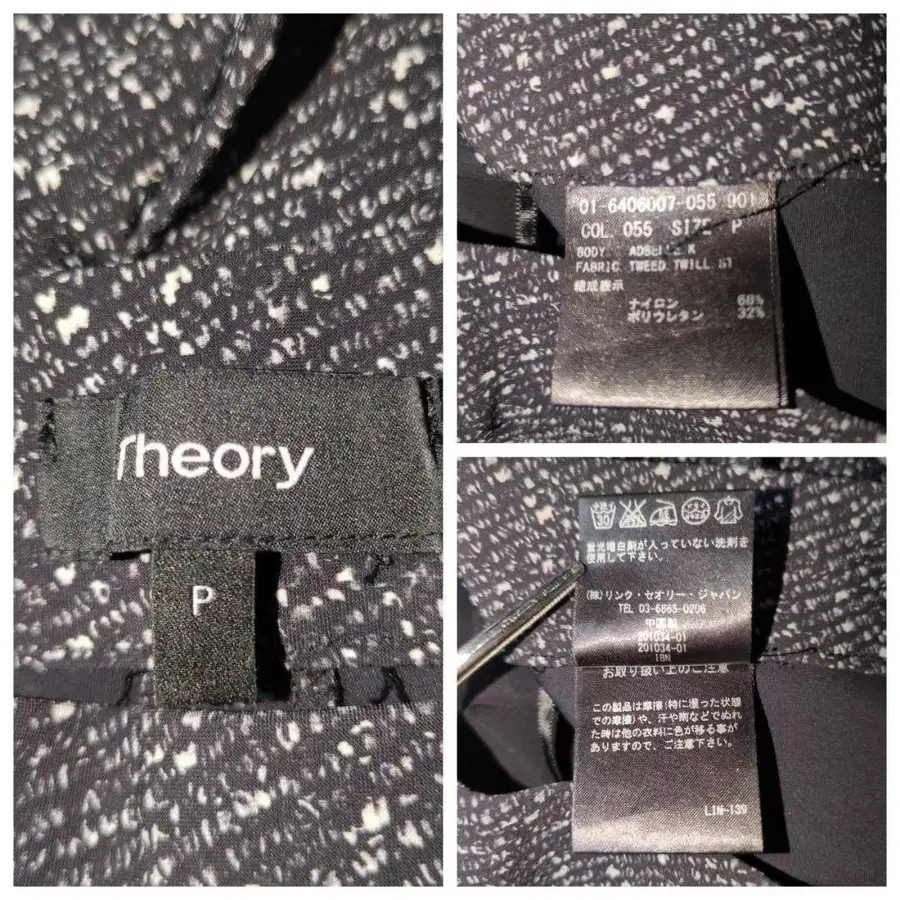 Theory
P
01-6406007-055 001
COL 055 SIZE P
BODY
FABRIC TWEED TWILL ST
組成表示
ナイロン 68%
ポリウレタン 32%
30
蛍光増白剤が入っていない洗剤を
使用して下さい。
(株)リンク・セオリー・ジャパン
TEL 03-6865-0206
中国製
201034-01
201034-01
IBN
お取り扱い上のご注意
この製品は摩擦(特に湿った状態
での摩擦)や、汗や雨などでぬれ
た時は他の衣料に色が移る事が
ありますので、ご注意下さい。
LIN-139